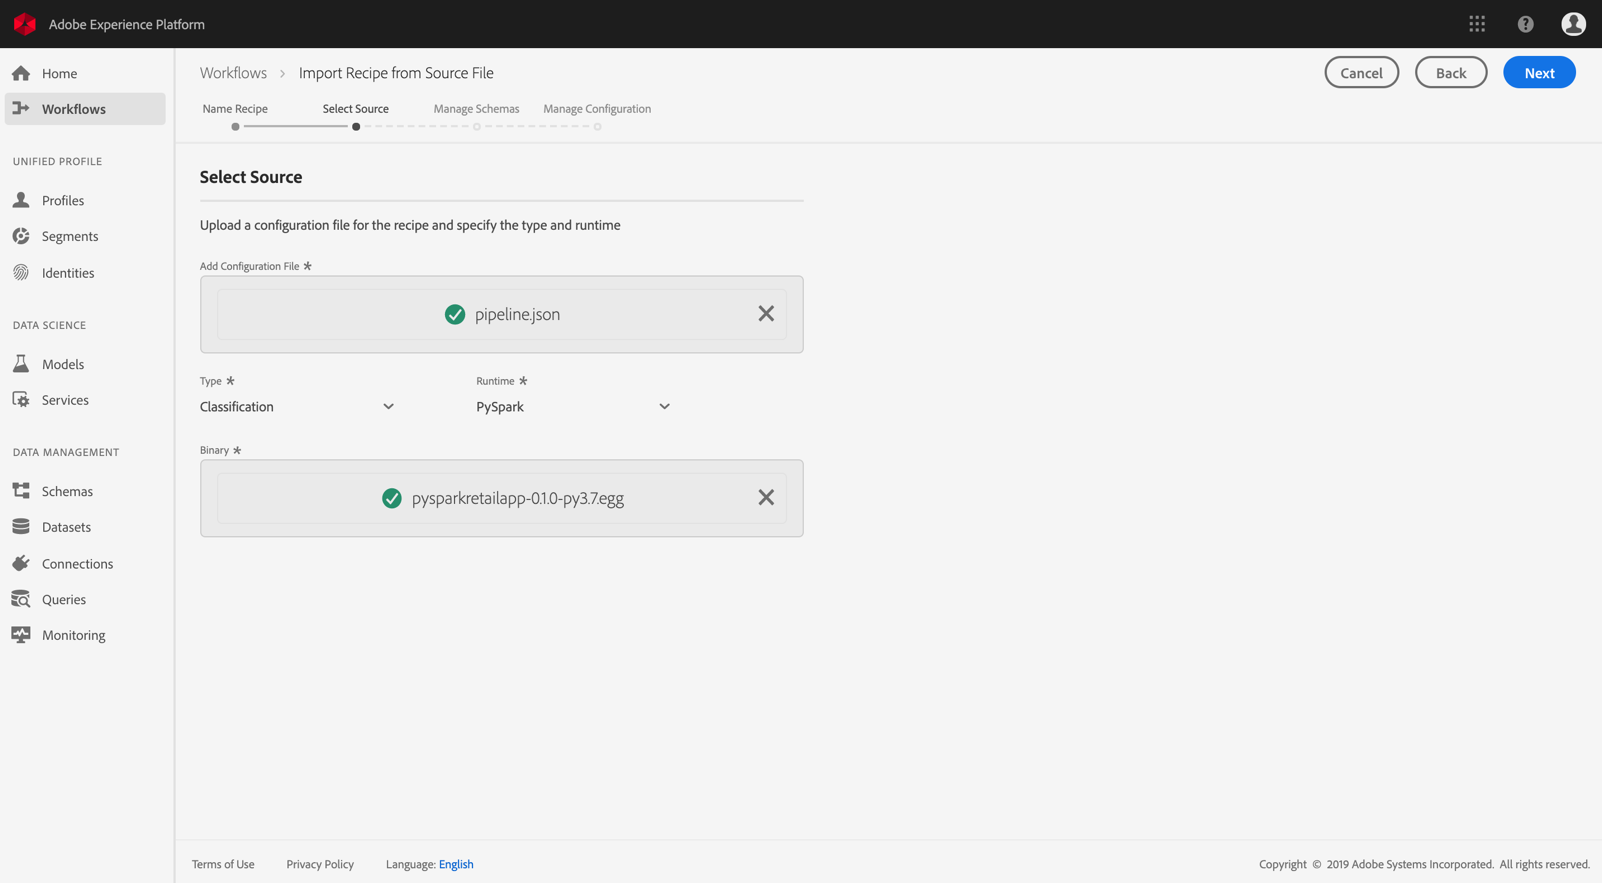 Adobe Experience Platform
Home
Workflows
UNIFIED PROFILE
Profiles
Segments
Identities
DATA SCIENCE
Models
Services
DATA MANAGEMENT
Schemas
Datasets
Connections
Queries
Monitoring
Workflows > Import Recipe from Source File
Cancel
Back
Next
Name Recipe
Select Source
Manage Schemas
Manage Configuration
Select Source
Upload a configuration file for the recipe and specify the type and runtime
Add Configuration File *
pipeline.json
Type *
Runtime *
Classification
PySpark
Binary *
pysparkretailapp-0.1.0-py3.7.egg
Terms of Use
Privacy Policy
Language: English
Copyright © 2019 Adobe Systems Incorporated. All rights reserved.